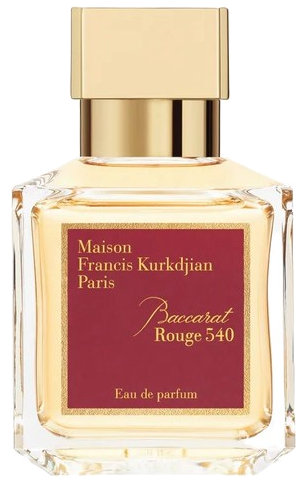 Maison
Francis Kurkdjian
Paris
Baccarat
Rouge 540
Eau de parfum